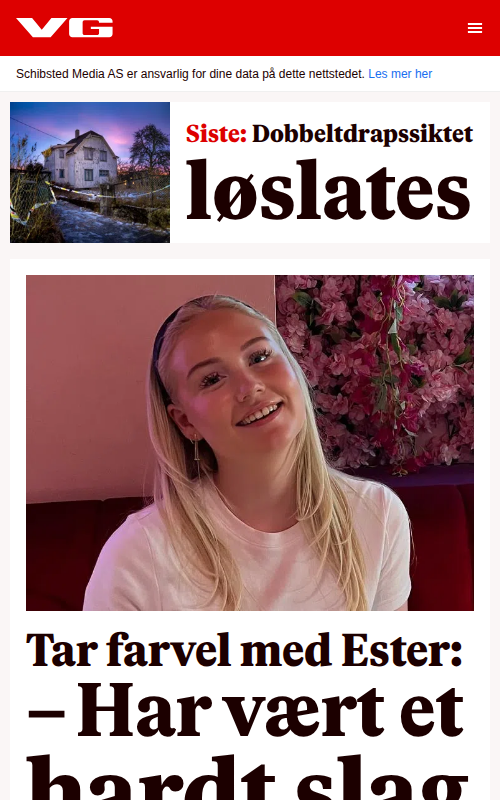 VG
Schibsted Media AS er ansvarlig for dine data på dette nettstedet. Les mer her
Siste: Dobbeltdrapssiktet
løslates
Tar farvel med Ester:
– Har vært et
hardt slag